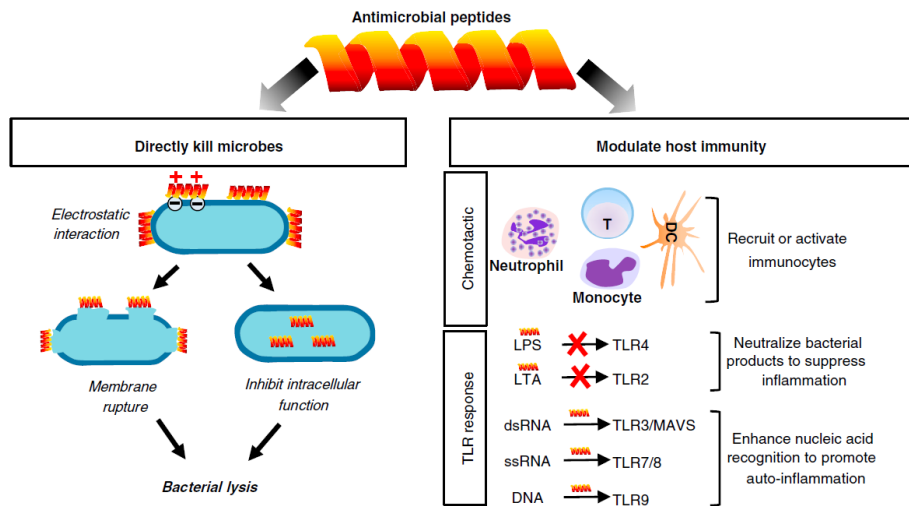 Antimicrobial peptides
Directly kill microbes
+ +
− −
Electrostatic
interaction
Membrane
rupture
Inhibit intracellular
function
Bacterial lysis
Modulate host immunity
Chemotactic
Neutrophil
T
Monocyte
DC
Recruit or activate
immunocytes
TLR response
LPS TLR4
LTA TLR2
Neutralize bacterial
products to suppress
inflammation
dsRNA TLR3/MAVS
ssRNA TLR7/8
DNA TLR9
Enhance nucleic acid
recognition to promote
auto-inflammation